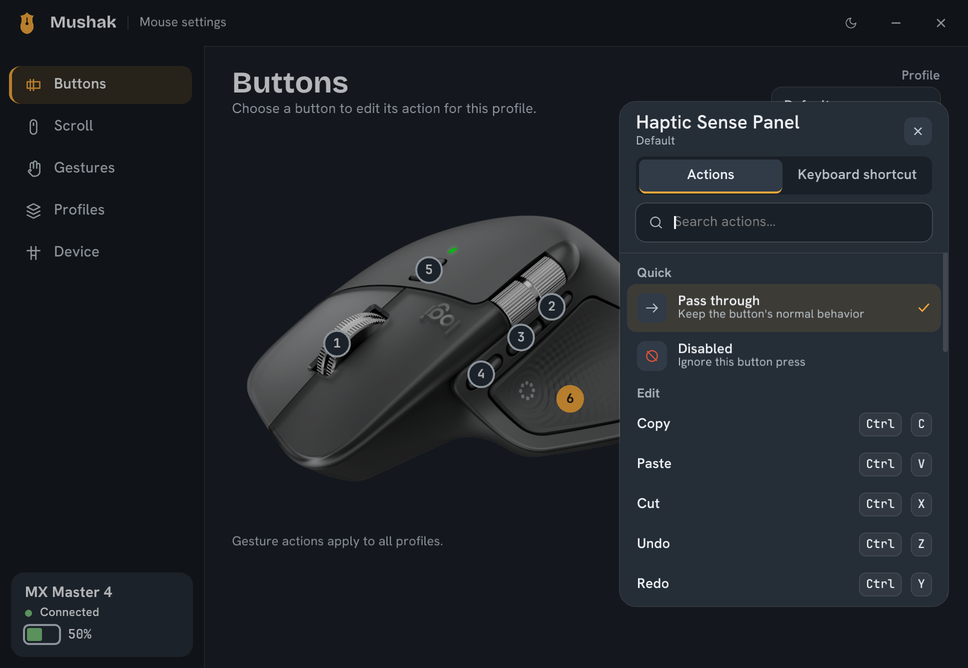 Mushak
Mouse settings
Buttons
Scroll
Gestures
Profiles
Device
MX Master 4
Connected
50%
Buttons
Choose a button to edit its action for this profile.
Profile
1
2
3
4
5
6
logi
Gesture actions apply to all profiles.
Haptic Sense Panel
Default
Actions
Keyboard shortcut
Search actions...
Quick
Pass through
Keep the button's normal behavior
Disabled
Ignore this button press
Edit
Copy Ctrl C
Paste Ctrl V
Cut Ctrl X
Undo Ctrl Z
Redo Ctrl Y